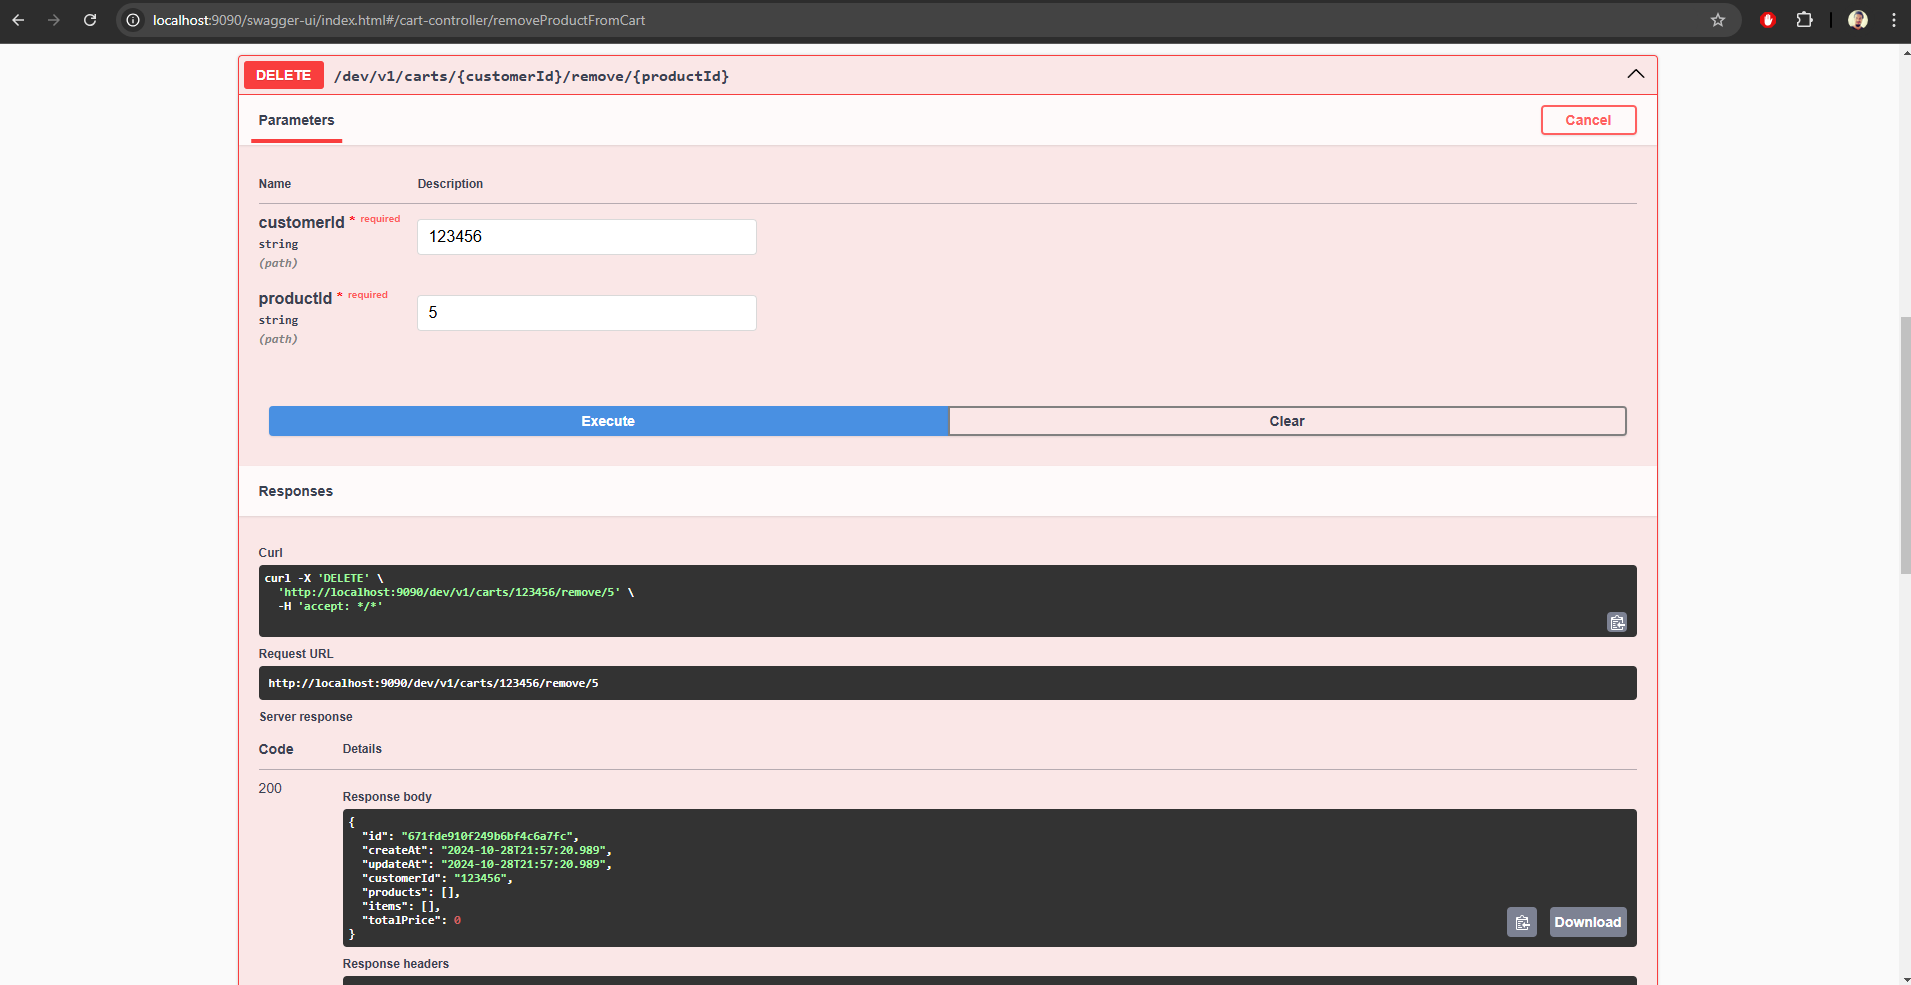 localhost:9090/swagger-ui/index.html#/cart-controller/removeProductFromCart
DELETE /dev/v1/carts/{customerId}/remove/{productId}
Parameters
Cancel
Name Description
customerId * required
string
(path)
123456
productId * required
string
(path)
5
Execute
Clear
Responses
Curl
curl -X 'DELETE' \
  'http://localhost:9090/dev/v1/carts/123456/remove/5' \
  -H 'accept: */*'
Request URL
http://localhost:9090/dev/v1/carts/123456/remove/5
Server response
Code Details
200
Response body
{
  "id": "671fde910f249b6bf4c6a7fc",
  "createAt": "2024-10-28T21:57:20.989",
  "updateAt": "2024-10-28T21:57:20.989",
  "customerId": "123456",
  "products": [],
  "items": [],
  "totalPrice": 0
}
Download
Response headers